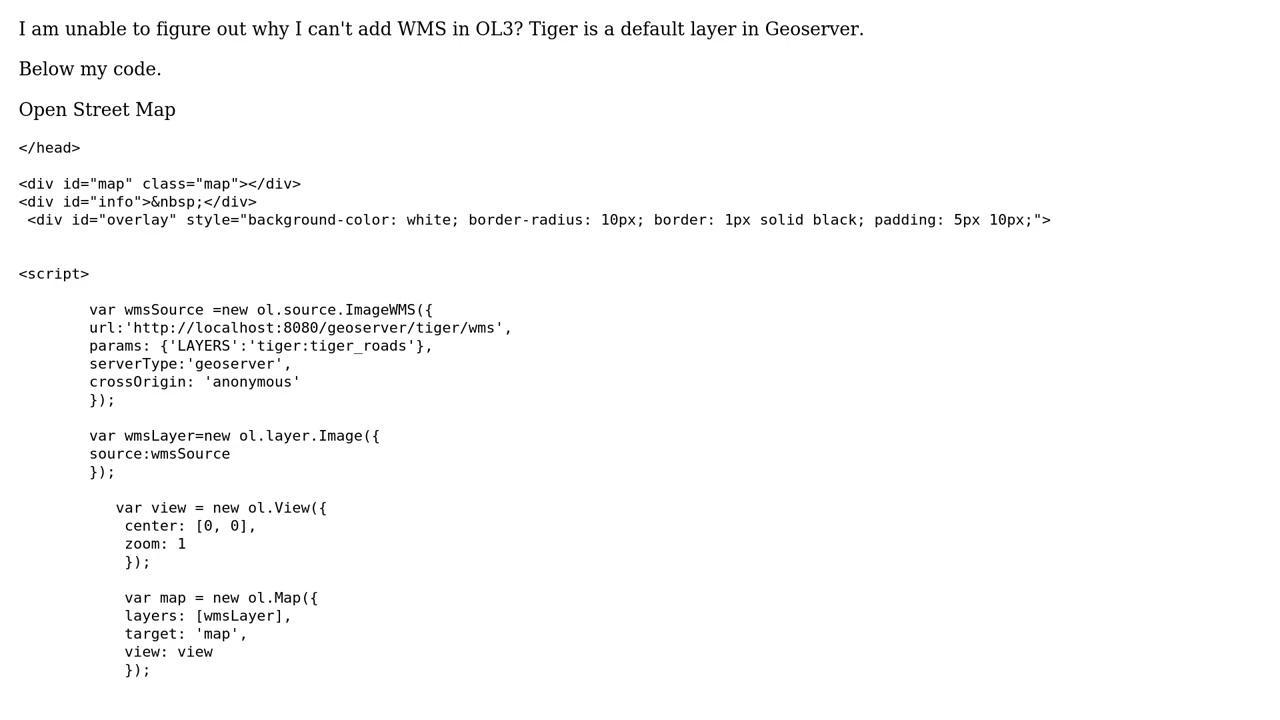 I am unable to figure out why I can't add WMS in OL3? Tiger is a default layer in Geoserver.
Below my code.
Open Street Map
</head>
<div id="map" class="map"></div>
<div id="info">&nbsp;</div>
<div id="overlay" style="background-color: white; border-radius: 10px; border: 1px solid black; padding: 5px 10px;">
<script>
var wmsSource =new ol.source.ImageWMS({
url:'http://localhost:8080/geoserver/tiger/wms',
params: {'LAYERS':'tiger:tiger_roads'},
serverType:'geoserver',
crossOrigin: 'anonymous'
});
var wmsLayer=new ol.layer.Image({
source:wmsSource
});
var view = new ol.View({
center: [0, 0],
zoom: 1
});
var map = new ol.Map({
layers: [wmsLayer],
target: 'map',
view: view
});